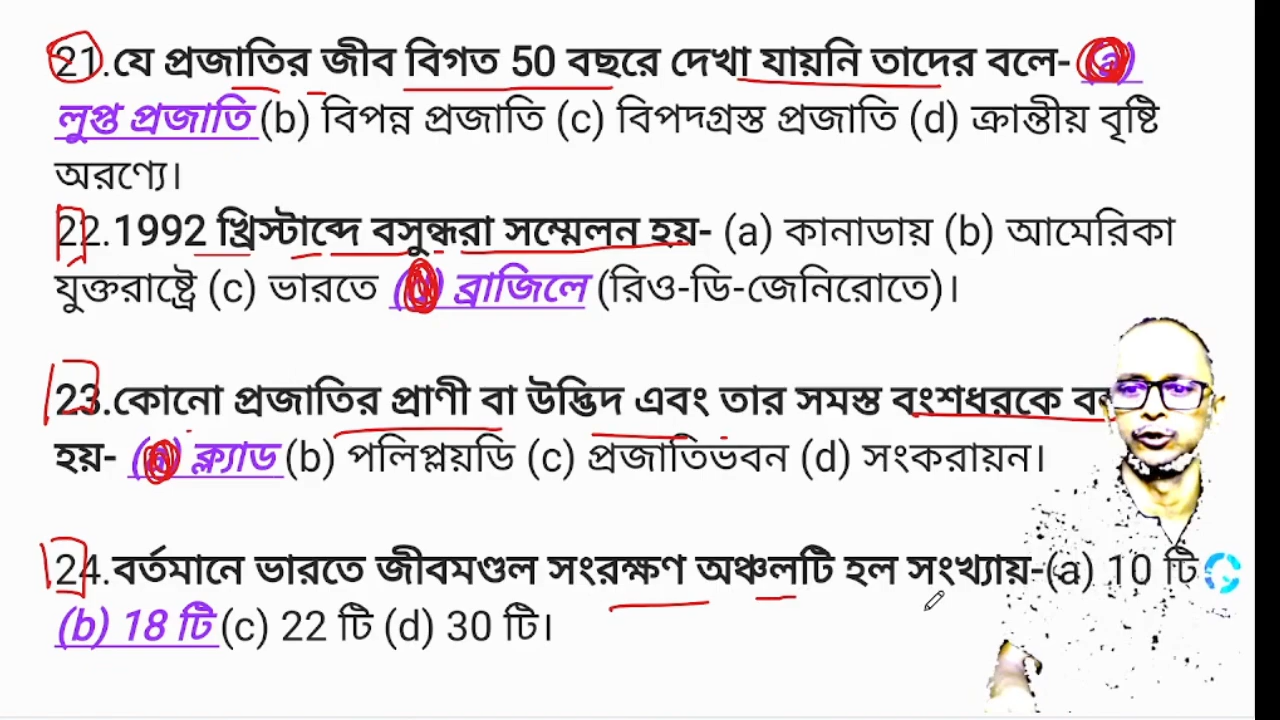 21.যে প্রজাতির জীব বিগত 50 বছরে দেখা যায়নি তাদের বলে- (a)
লুপ্ত প্রজাতি (b) বিপন্ন প্রজাতি (c) বিপদগ্রস্ত প্রজাতি (d) ক্রান্তীয় বৃষ্টি
অরণ্যে।
22.1992 খ্রিস্টাব্দে বসুন্ধরা সম্মেলন হয়- (a) কানাডায় (b) আমেরিকা
যুক্তরাষ্ট্রে (c) ভারতে (d) ব্রাজিলে (রিও-ডি-জেনিরোতে)।
23.কোনো প্রজাতির প্রাণী বা উদ্ভিদ এবং তার সমস্ত বংশধরকে
হয়- (a) ক্ল্যাড (b) পলিপ্লয়ডি (c) প্রজাতিভবন (d) সংকরায়ন।
24.বর্তমানে ভারতে জীবমণ্ডল সংরক্ষণ অঞ্চলটি হল সংখ্যায়-(a) 10 টি
(b) 18 টি (c) 22 টি (d) 30 টি।